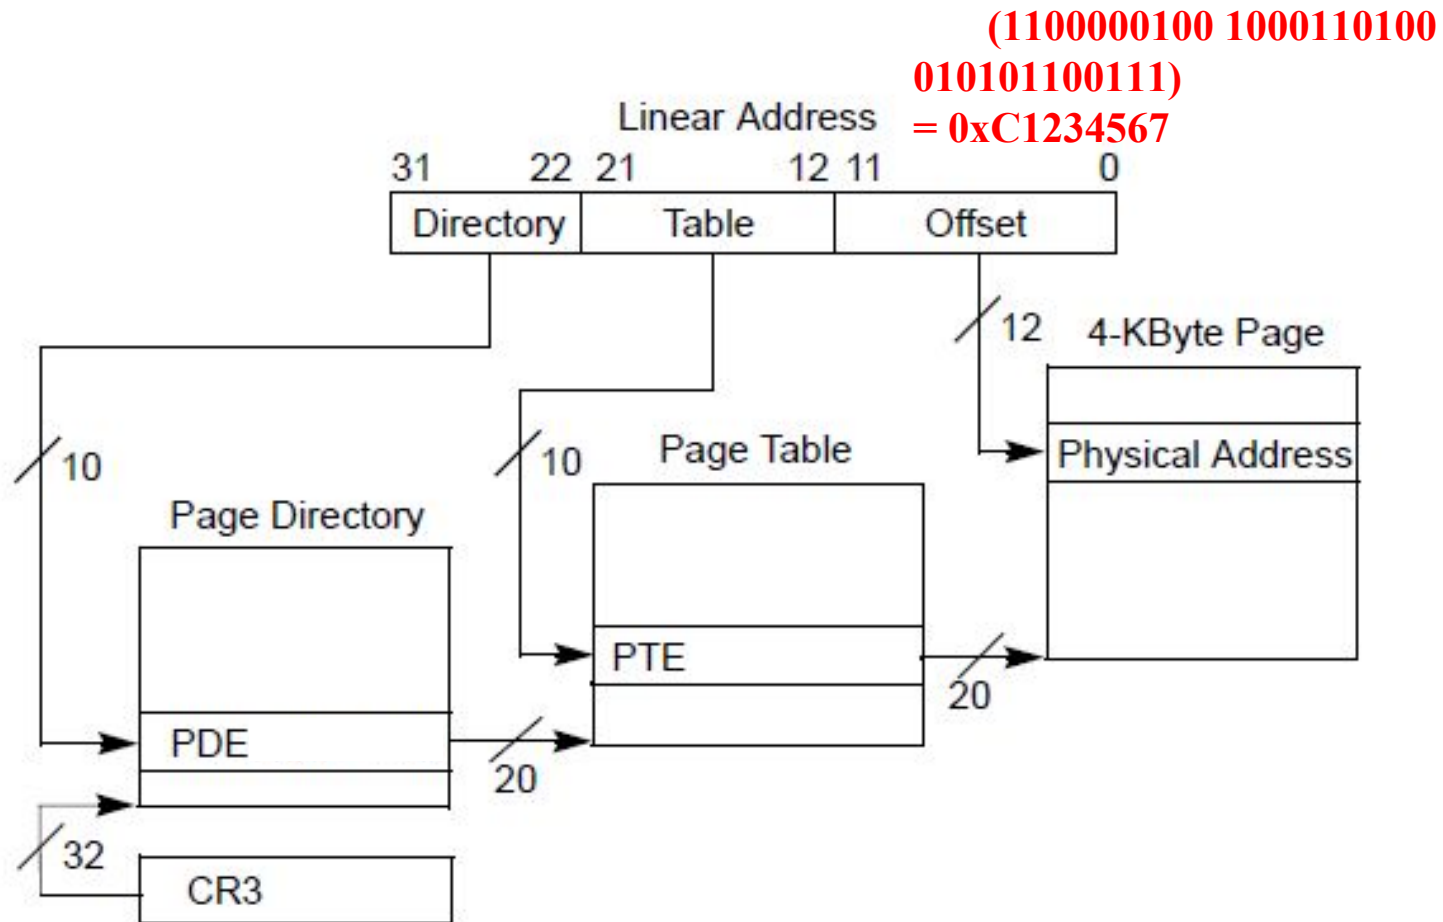 (1100000100 1000110100
010101100111)
= 0xC1234567
Linear Address
31 22 21 12 11 0
Directory Table Offset
12
4-KByte Page
Physical Address
10
10
Page Table
Page Directory
PTE
20
PDE
20
32
CR3